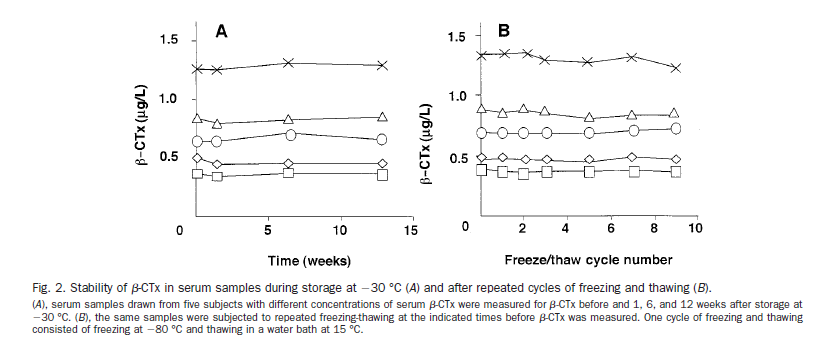 A
B
1.5
1.0
0.5
0
5
10
15
β-CTx (μg/L)
Time (weeks)
1.5
1.0
0.5
0
2
4
6
8
10
β-CTx (μg/L)
Freeze/thaw cycle number
Fig. 2. Stability of β-CTx in serum samples during storage at −30 °C (A) and after repeated cycles of freezing and thawing (B).
(A), serum samples drawn from five subjects with different concentrations of serum β-CTx were measured for β-CTx before and 1, 6, and 12 weeks after storage at
−30 °C. (B), the same samples were subjected to repeated freezing-thawing at the indicated times before β-CTx was measured. One cycle of freezing and thawing
consisted of freezing at −80 °C and thawing in a water bath at 15 °C.